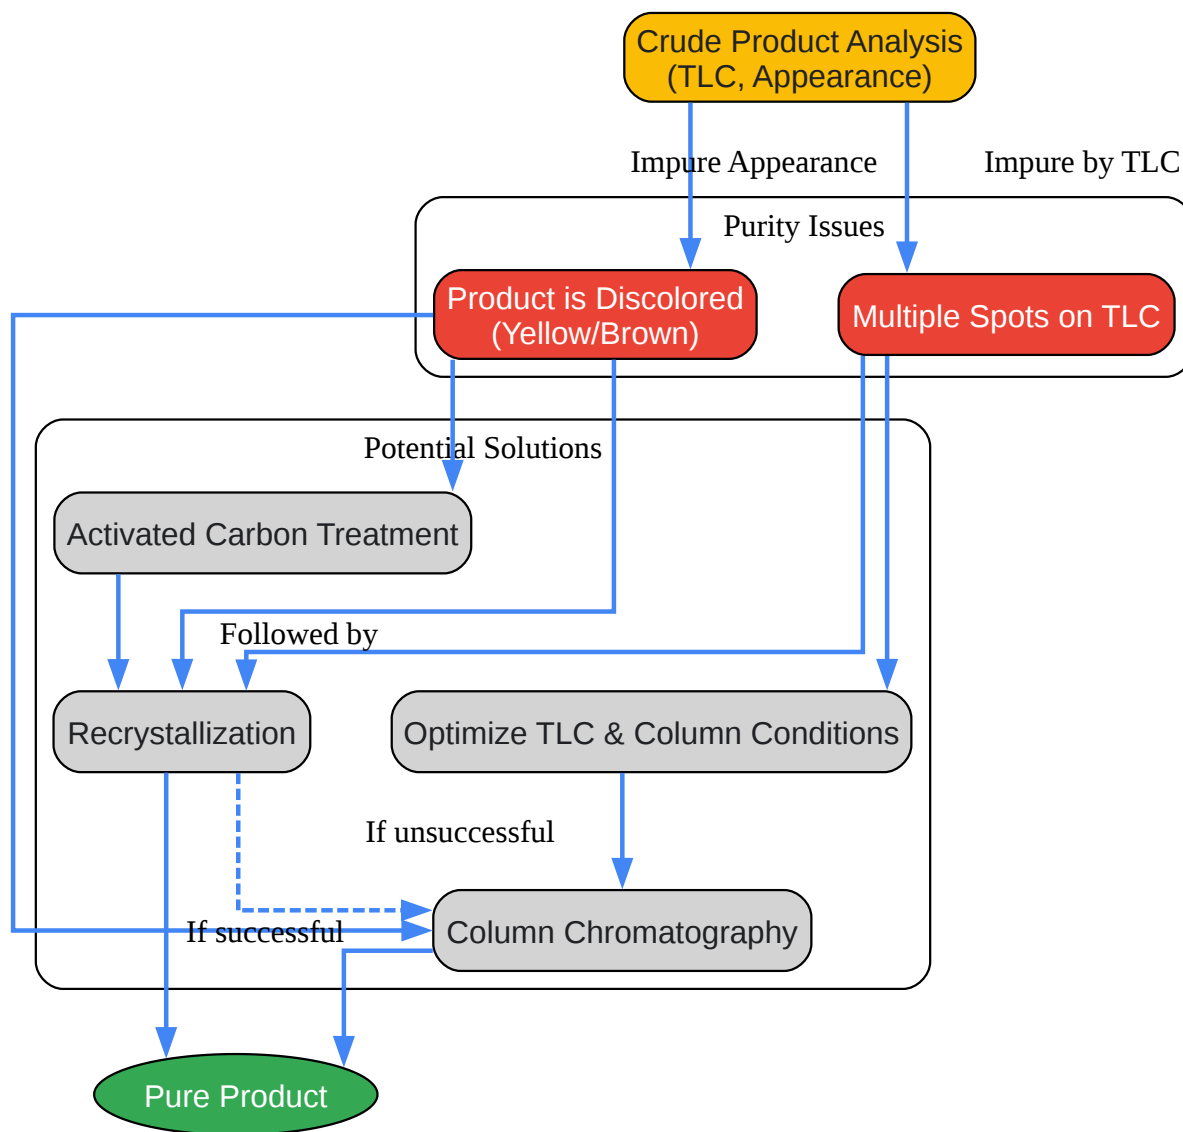 Crude Product Analysis
(TLC, Appearance)
Impure Appearance
Impure by TLC
Purity Issues
Product is Discolored
(Yellow/Brown)
Multiple Spots on TLC
Potential Solutions
Activated Carbon Treatment
Followed by
Recrystallization
Optimize TLC & Column Conditions
If unsuccessful
If successful
Column Chromatography
Pure Product